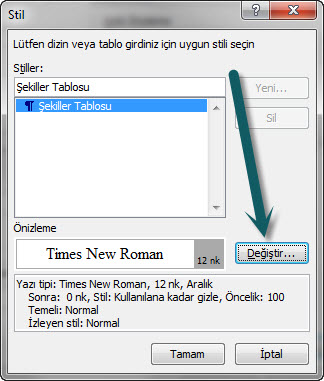 Stil
Lütfen dizin veya tablo girdiniz için uygun stili seçin
Stiller:
Şekiller Tablosu
Yeni...
¶ Şekiller Tablosu
Sil
Önizleme
Times New Roman
12 nk
Değiştir...
Yazı tipi: Times New Roman, 12 nk, Aralık
Sonra: 0 nk, Stil: Kullanılana kadar gizle, Öncelik: 100
Temeli: Normal
İzleyen stil: Normal
Tamam
İptal